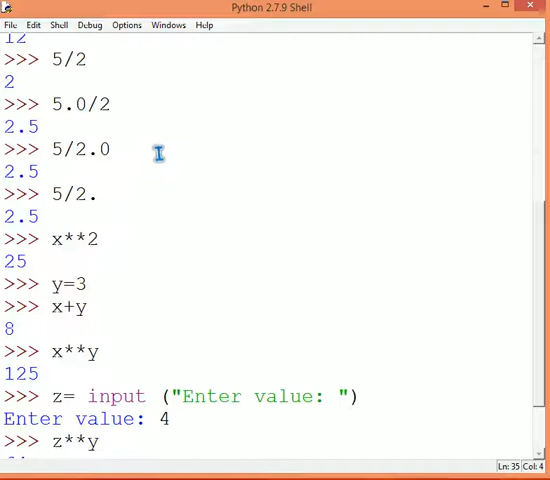 Python 2.7.9 Shell
File Edit Shell Debug Options Windows Help
12
>>> 5/2
2
>>> 5.0/2
2.5
>>> 5/2.0
2.5
>>> 5/2.
2.5
>>> x**2
25
>>> y=3
>>> x+y
8
>>> x**y
125
>>> z= input ("Enter value: ")
Enter value: 4
>>> z**y
Ln: 35 Col: 4